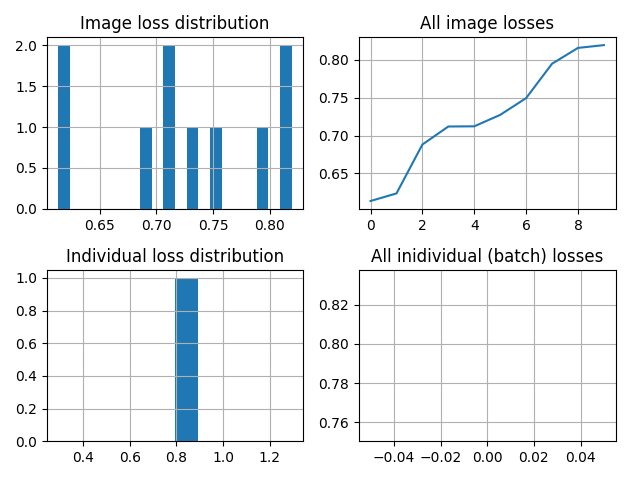 Image loss distribution
All image losses
2.0
1.5
1.0
0.5
0.0
0.65 0.70 0.75 0.80
0.80
0.75
0.70
0.65
0 2 4 6 8
Individual loss distribution
All inidividual (batch) losses
1.0
0.8
0.6
0.4
0.2
0.0
0.4 0.6 0.8 1.0 1.2
0.82
0.80
0.78
0.76
−0.04 −0.02 0.00 0.02 0.04